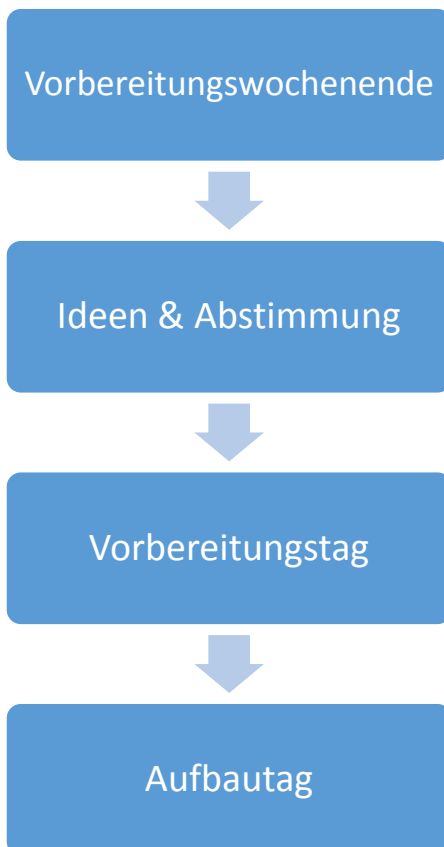 Vorbereitungswochenende
Ideen & Abstimmung
Vorbereitungstag
Aufbautag